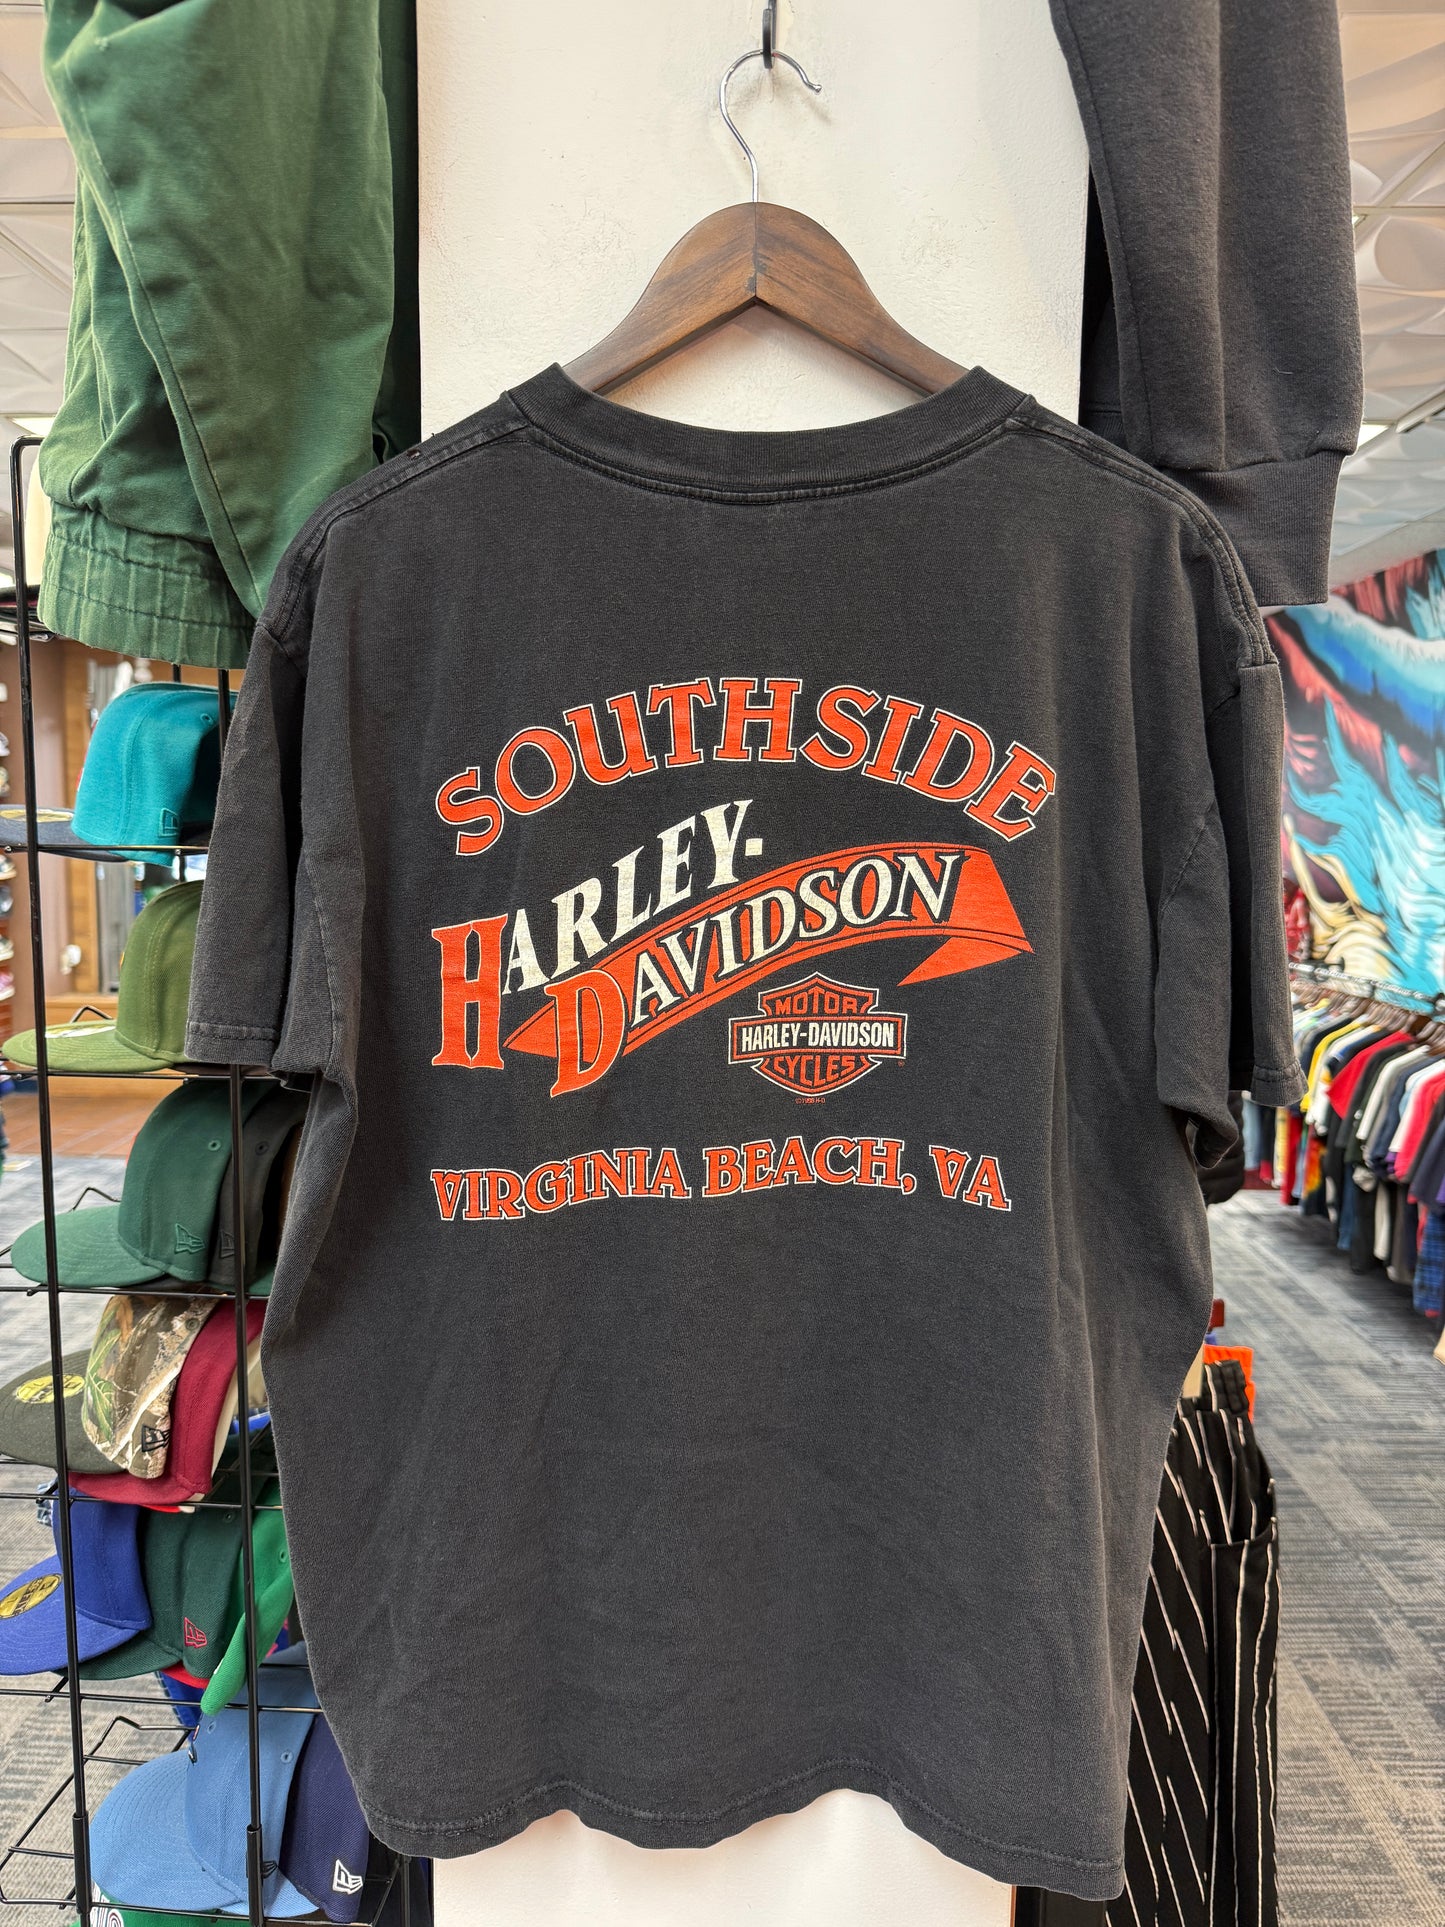 SOUTHSIDE
HARLEY-
DAVIDSON
MOTOR
HARLEY-DAVIDSON
CYCLES
VIRGINIA BEACH, VA